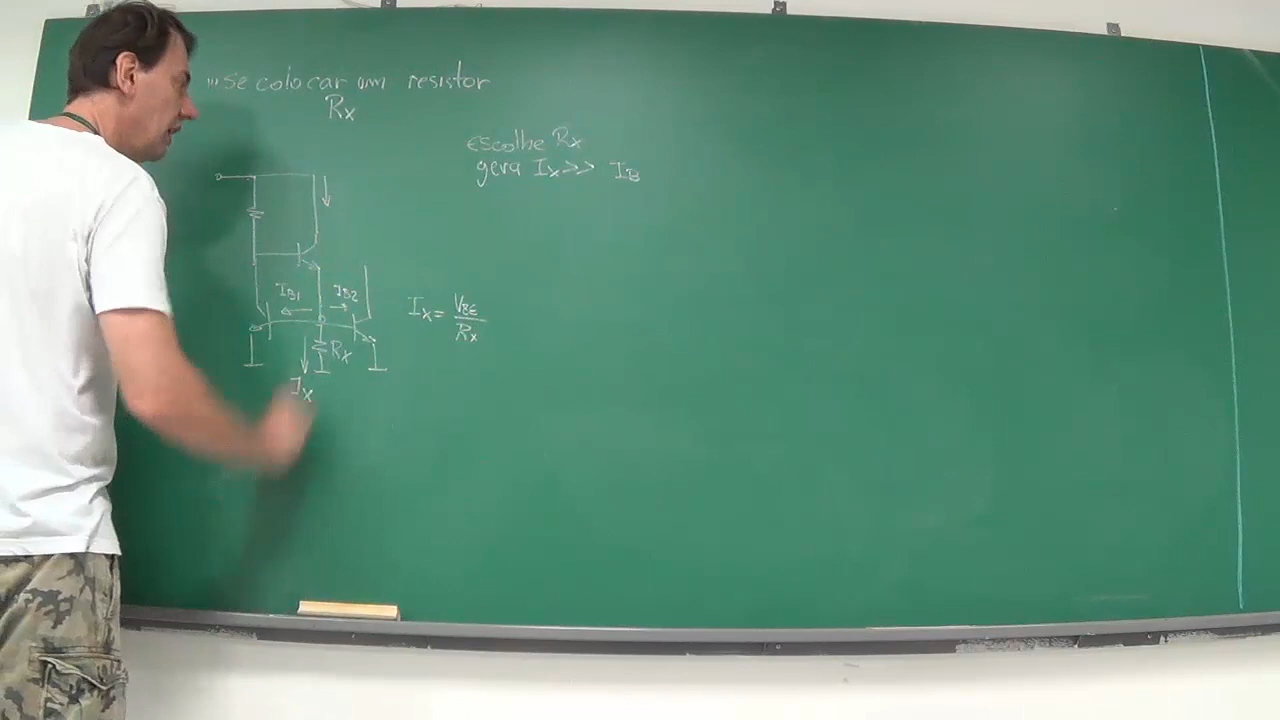 ...se colocar um resistor
Rx
escolhe Rx
gera Ix >> IB
IB1 IB2
Ix = VBE/Rx
Rx
Ix